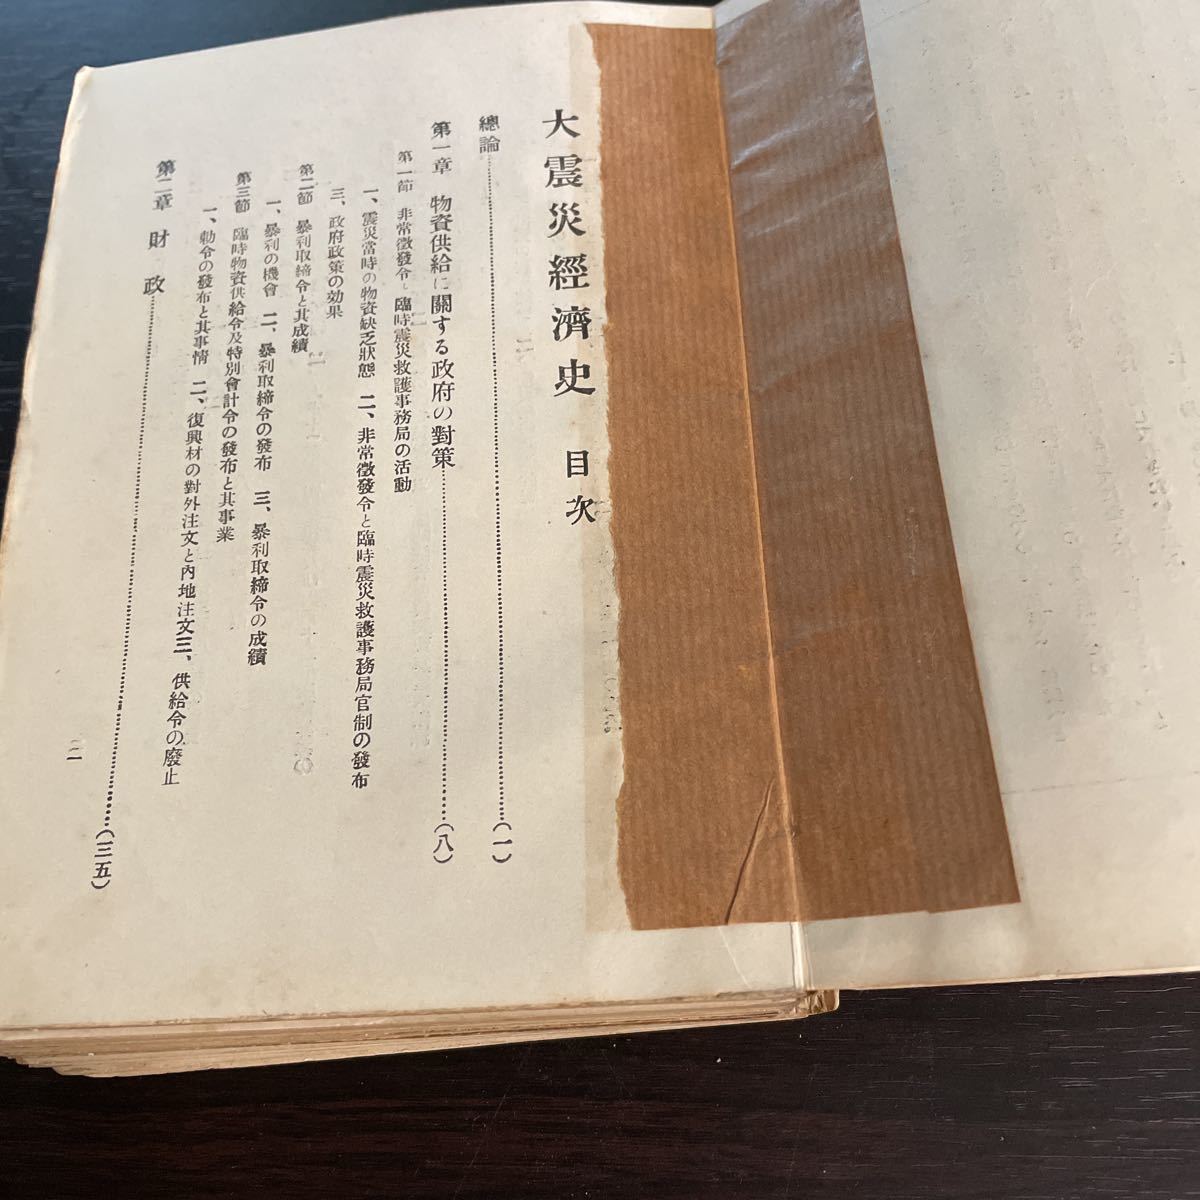 大震災經濟史 目次
總論……(一)
第一章 物資供給に關する政府の對策……(八)
第一節 非常徵發令と臨時震災救護事務局の活動
一、震災當時の物資缺乏狀態 二、非常徵發令と臨時震災救護事務局官制の發布
三、政府政策の効果
第二節 暴利取締令と其成績
一、暴利の機會 二、暴利取締令の發布 三、暴利取締令の成績
第三節 臨時物資供給令及特別會計令の發布と其事業
一、勅令の發布と其事情 二、復興材の對外注文と內地注文 三、供給令の廢止
第二章 財政……(三五)